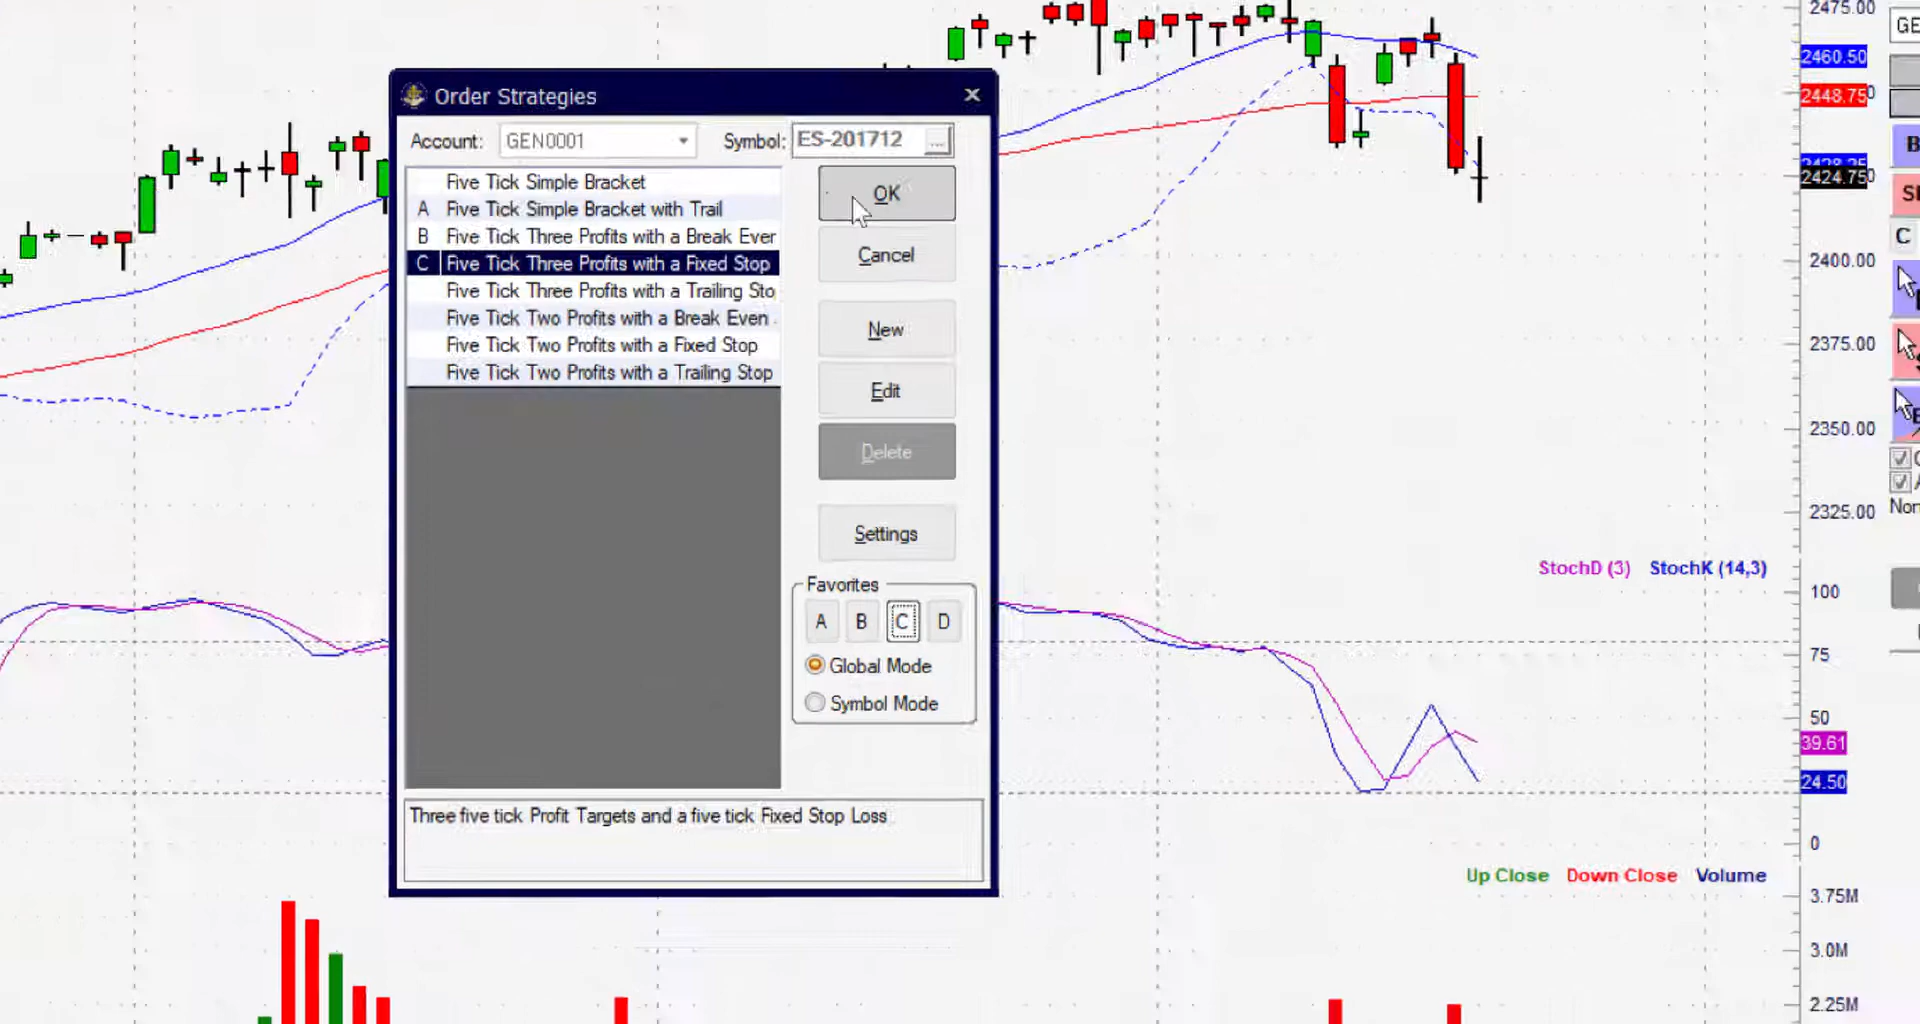 Order Strategies
Account: GEN0001 Symbol: ES-201712 ...
Five Tick Simple Bracket
A Five Tick Simple Bracket with Trail
B Five Tick Three Profits with a Break Ever
C Five Tick Three Profits with a Fixed Stop
Five Tick Three Profits with a Trailing Sto
Five Tick Two Profits with a Break Even
Five Tick Two Profits with a Fixed Stop
Five Tick Two Profits with a Trailing Stop
OK
Cancel
New
Edit
Delete
Settings
Favorites
A B C D
Global Mode
Symbol Mode
Three five tick Profit Targets and a five tick Fixed Stop Loss
2475.00
2460.50
2448.75
2424.75
2400.00
2375.00
2350.00
2325.00
StochD (3) StochK (14,3)
100
75
50
39.61
24.50
0
Up Close Down Close Volume
3.75M
3.0M
2.25M
GE
B
C